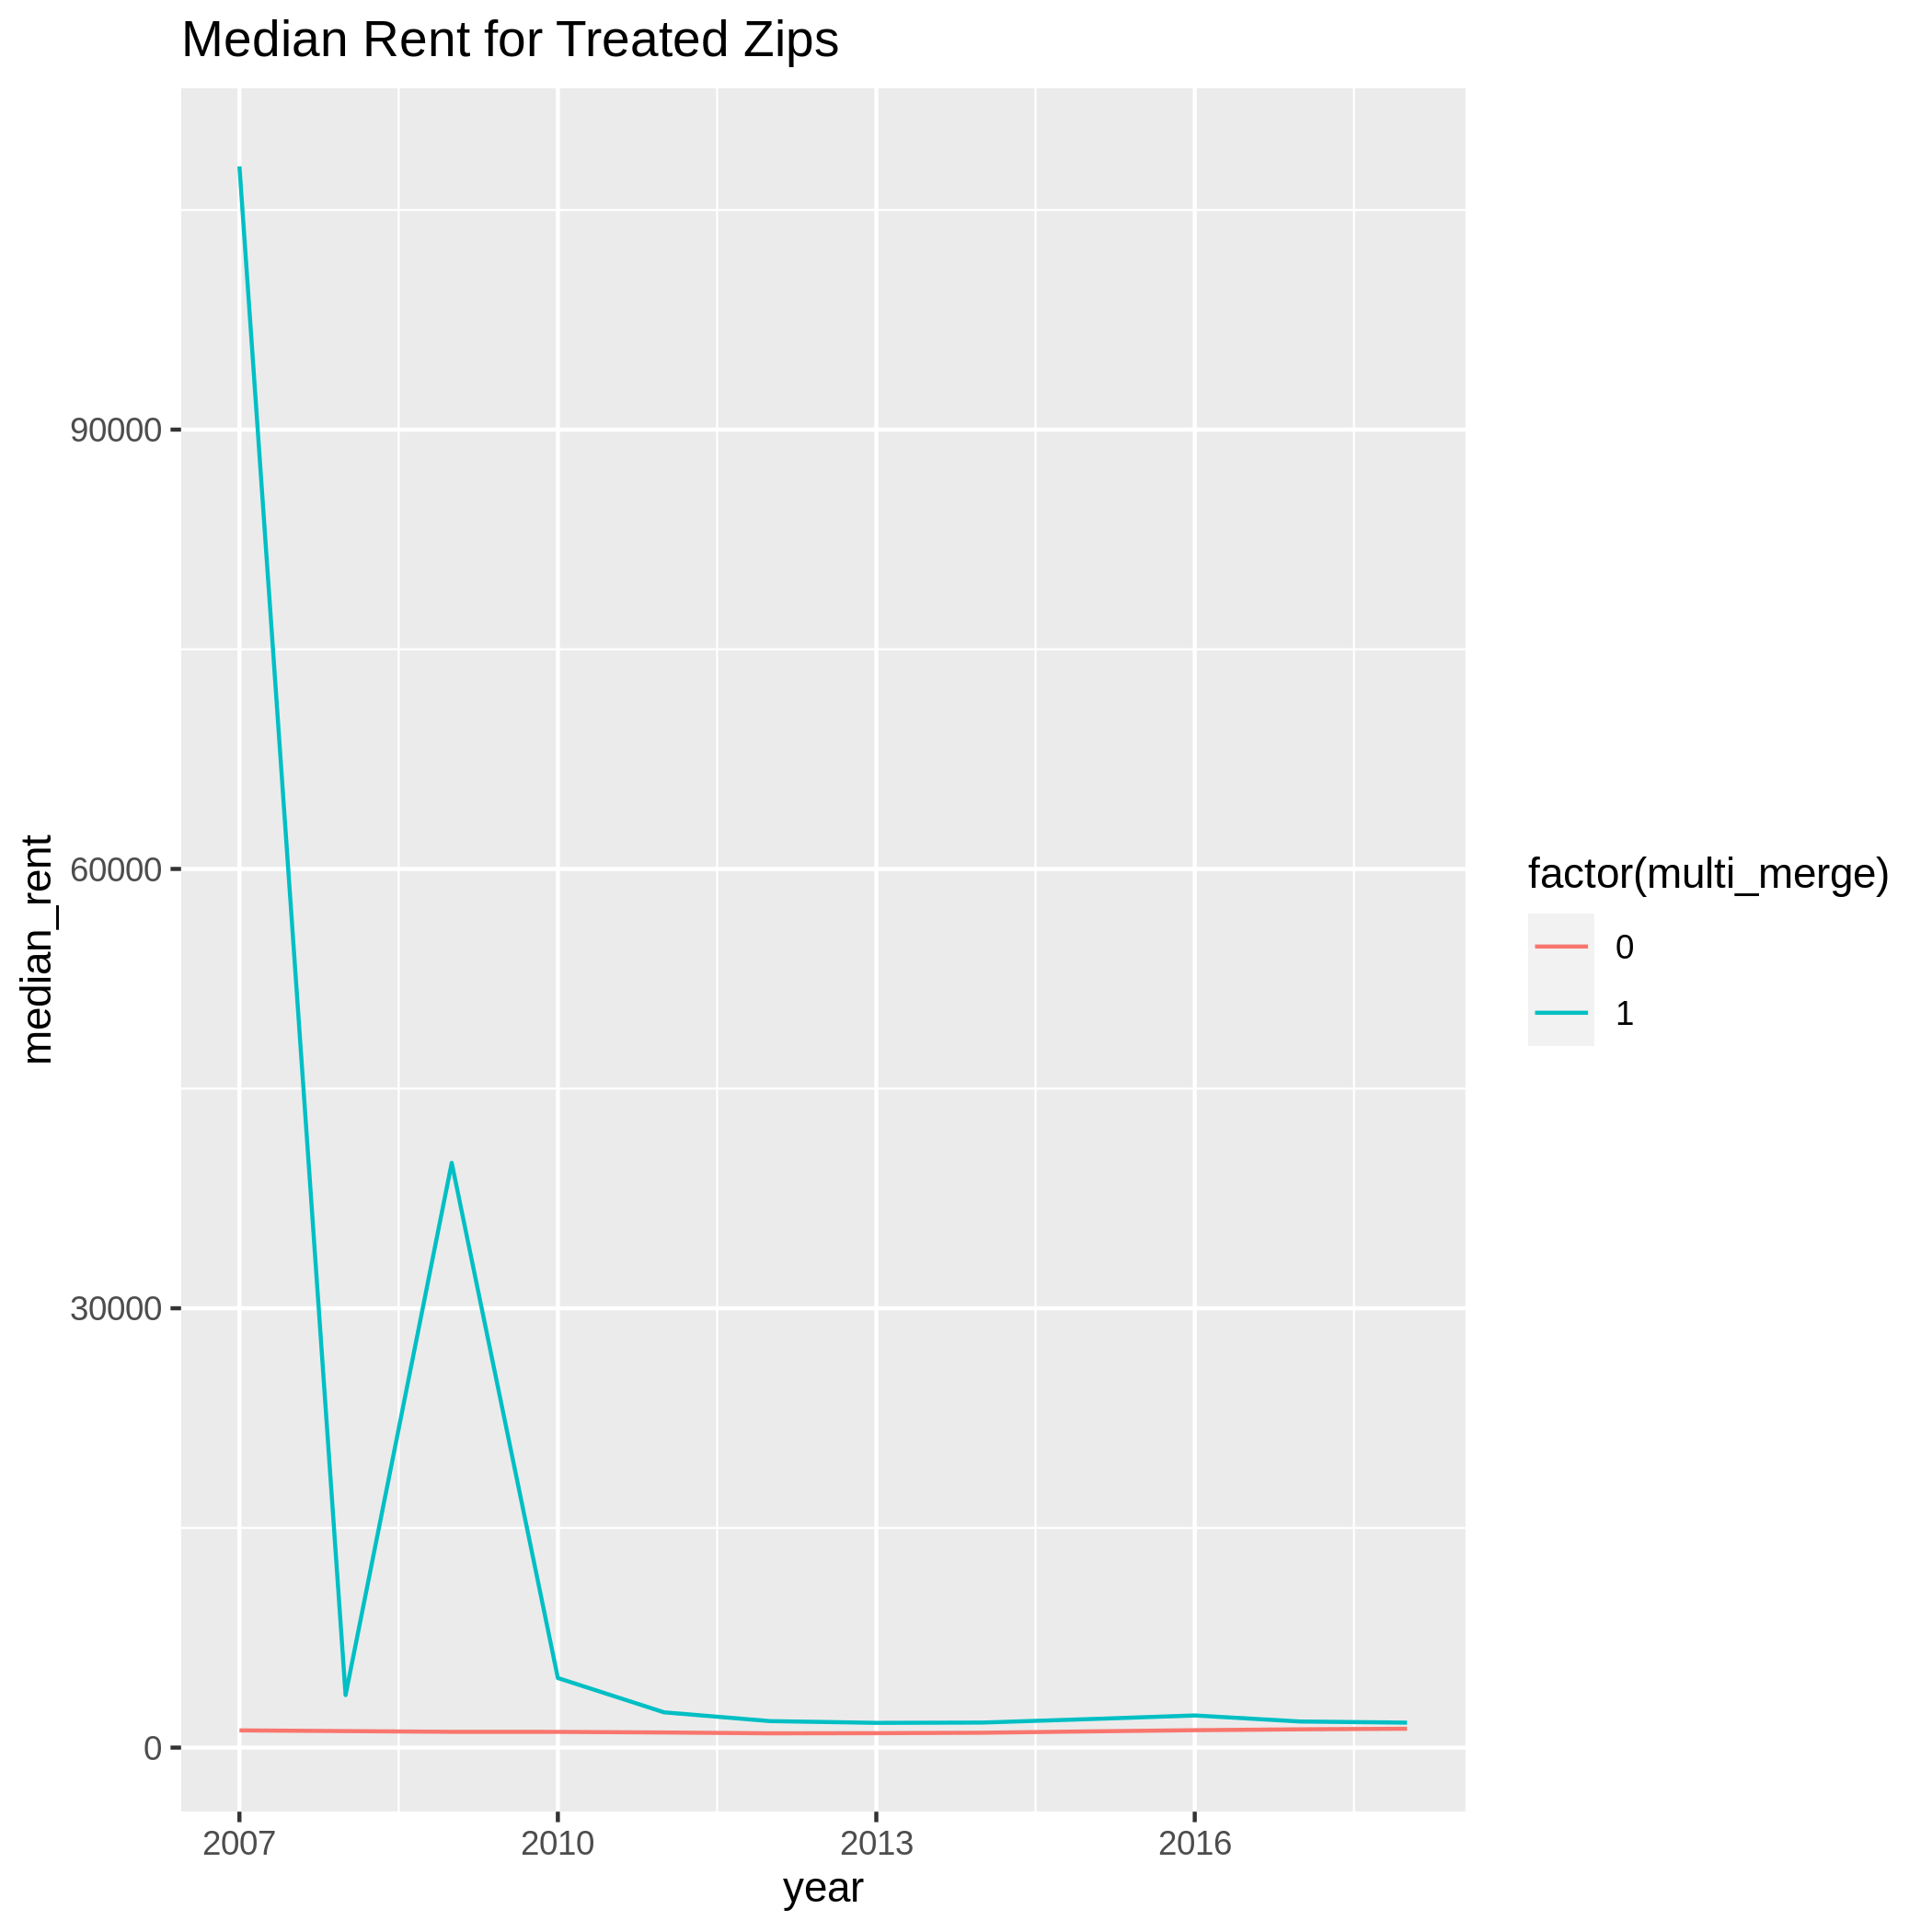 Median Rent for Treated Zips
median_rent
90000
60000
30000
0
2007 2010 2013 2016
year
factor(multi_merge)
0
1